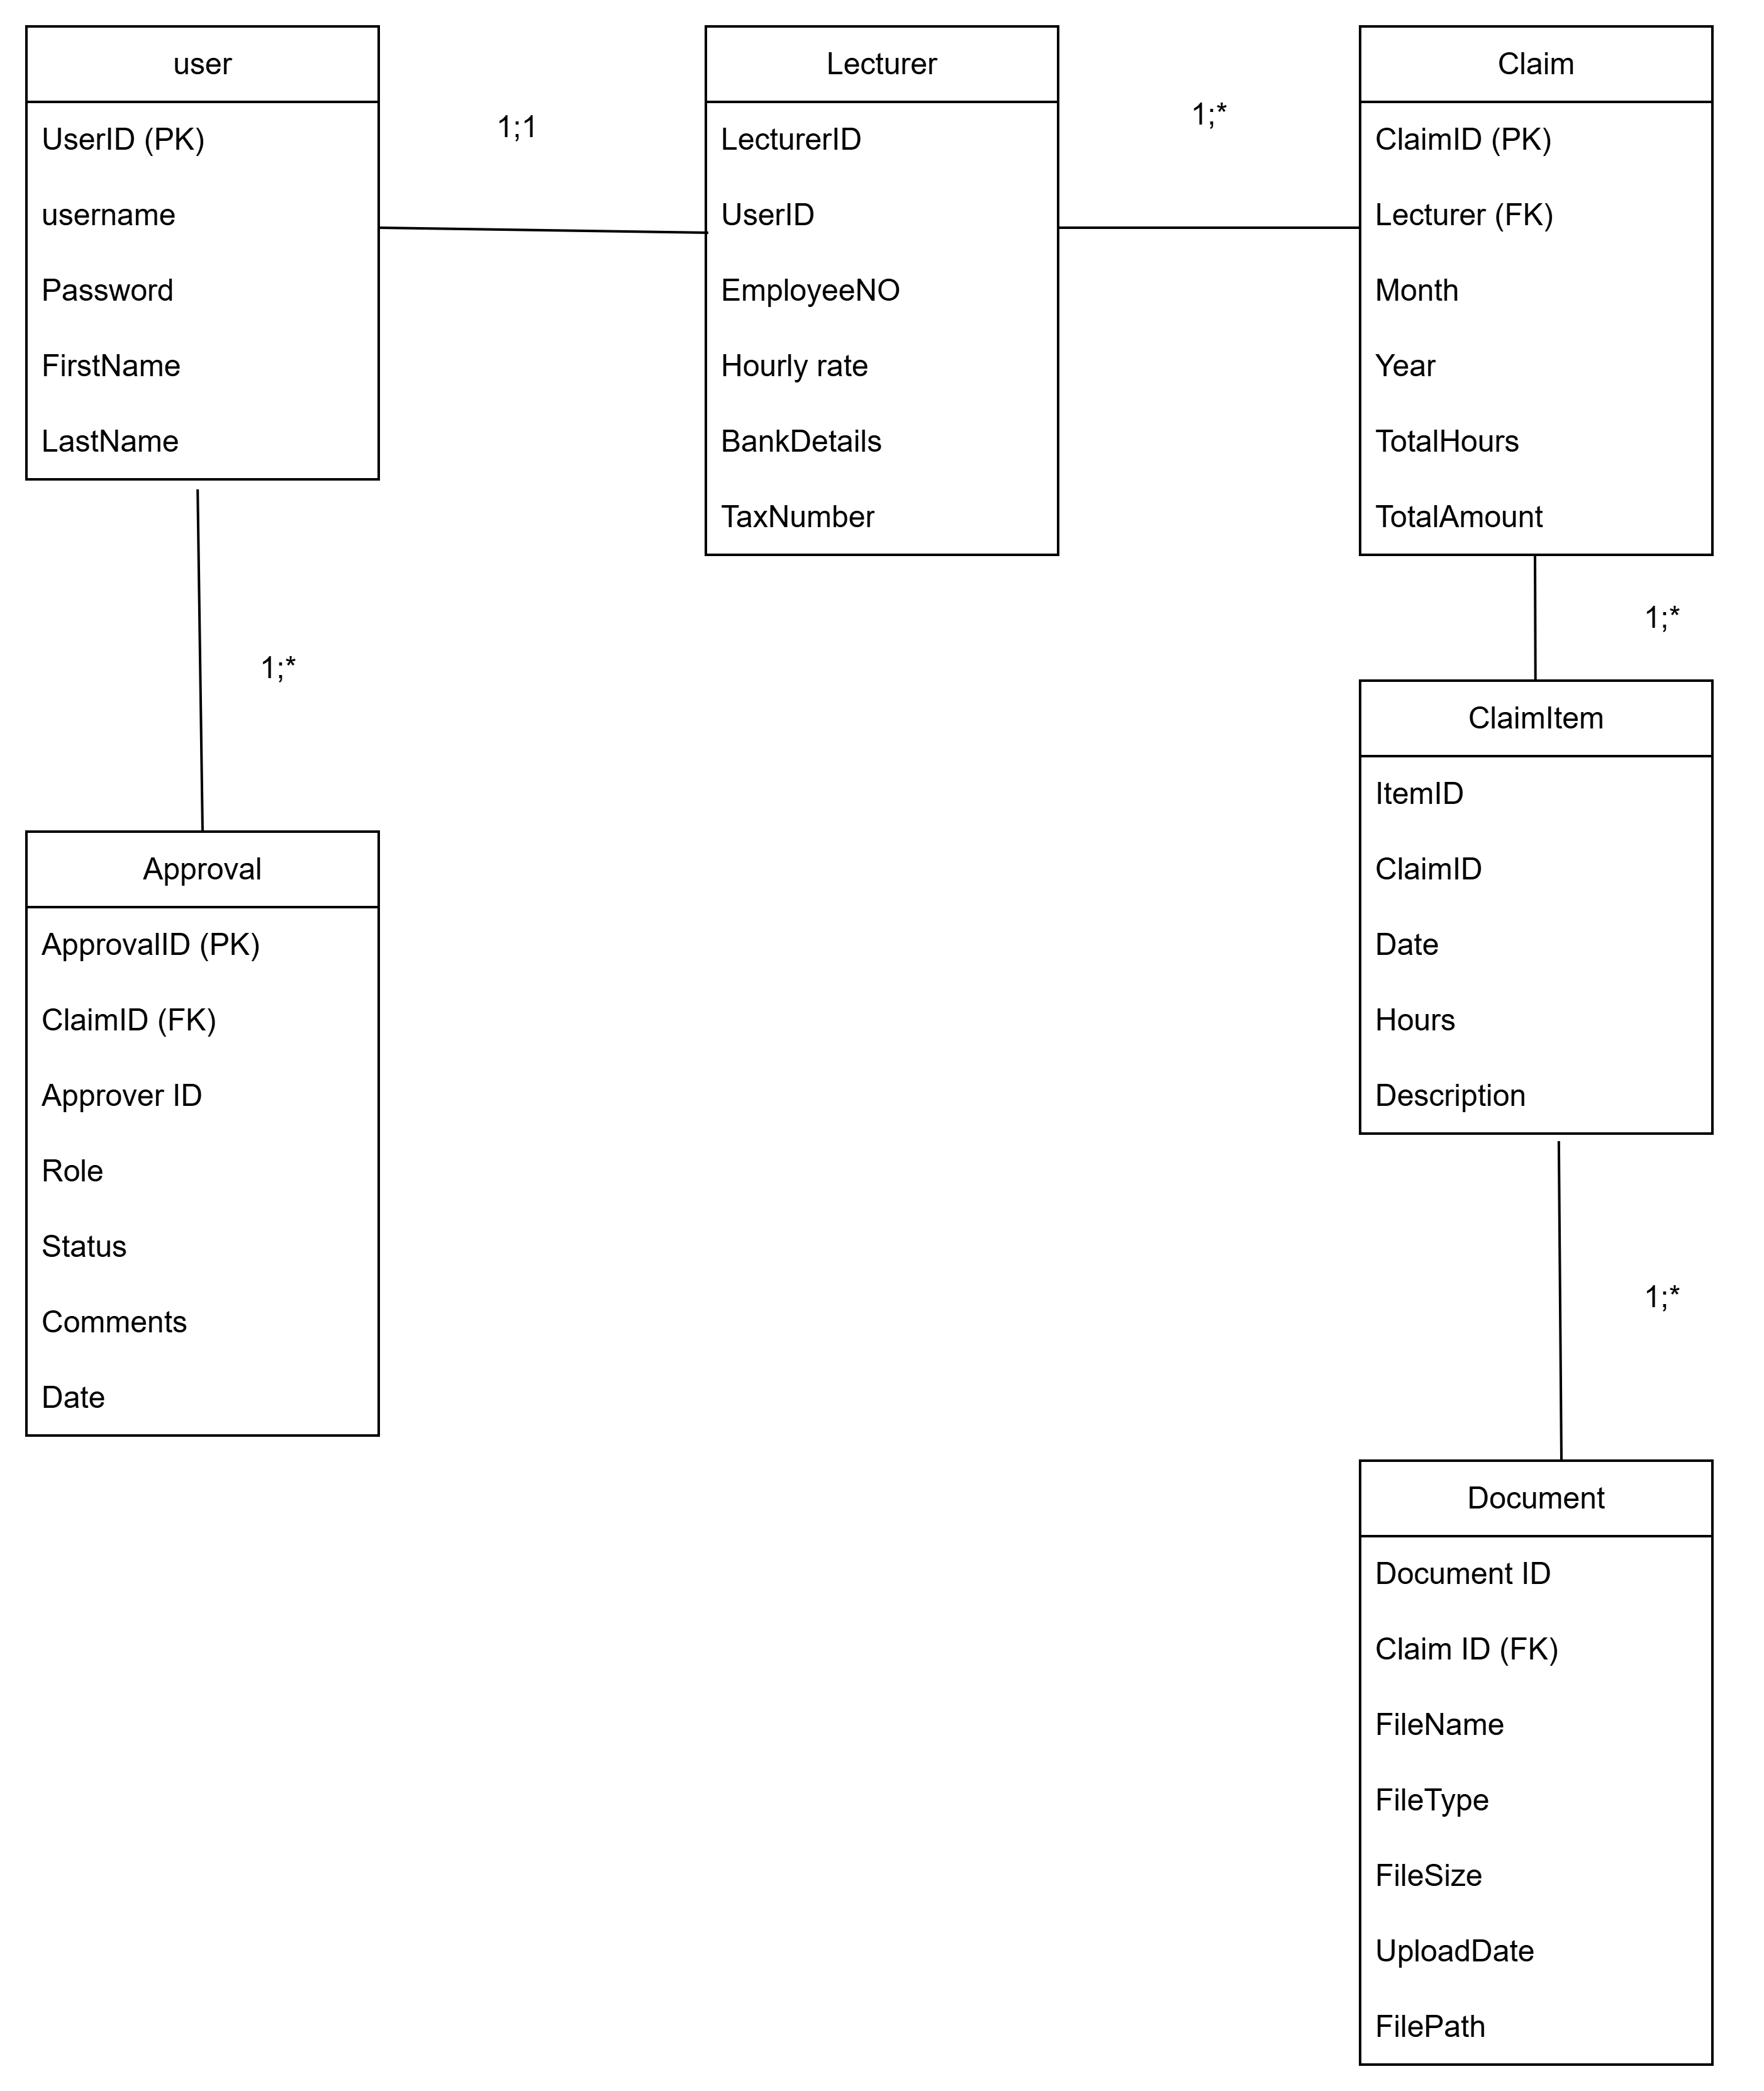 user
UserID (PK)
username
Password
FirstName
LastName
1;1
Lecturer
LecturerID
UserID
EmployeeNO
Hourly rate
BankDetails
TaxNumber
1;*
Claim
ClaimID (PK)
Lecturer (FK)
Month
Year
TotalHours
TotalAmount
1;*
1;*
ClaimItem
ItemID
ClaimID
Date
Hours
Description
Approval
ApprovalID (PK)
ClaimID (FK)
Approver ID
Role
Status
Comments
Date
1;*
Document
Document ID
Claim ID (FK)
FileName
FileType
FileSize
UploadDate
FilePath